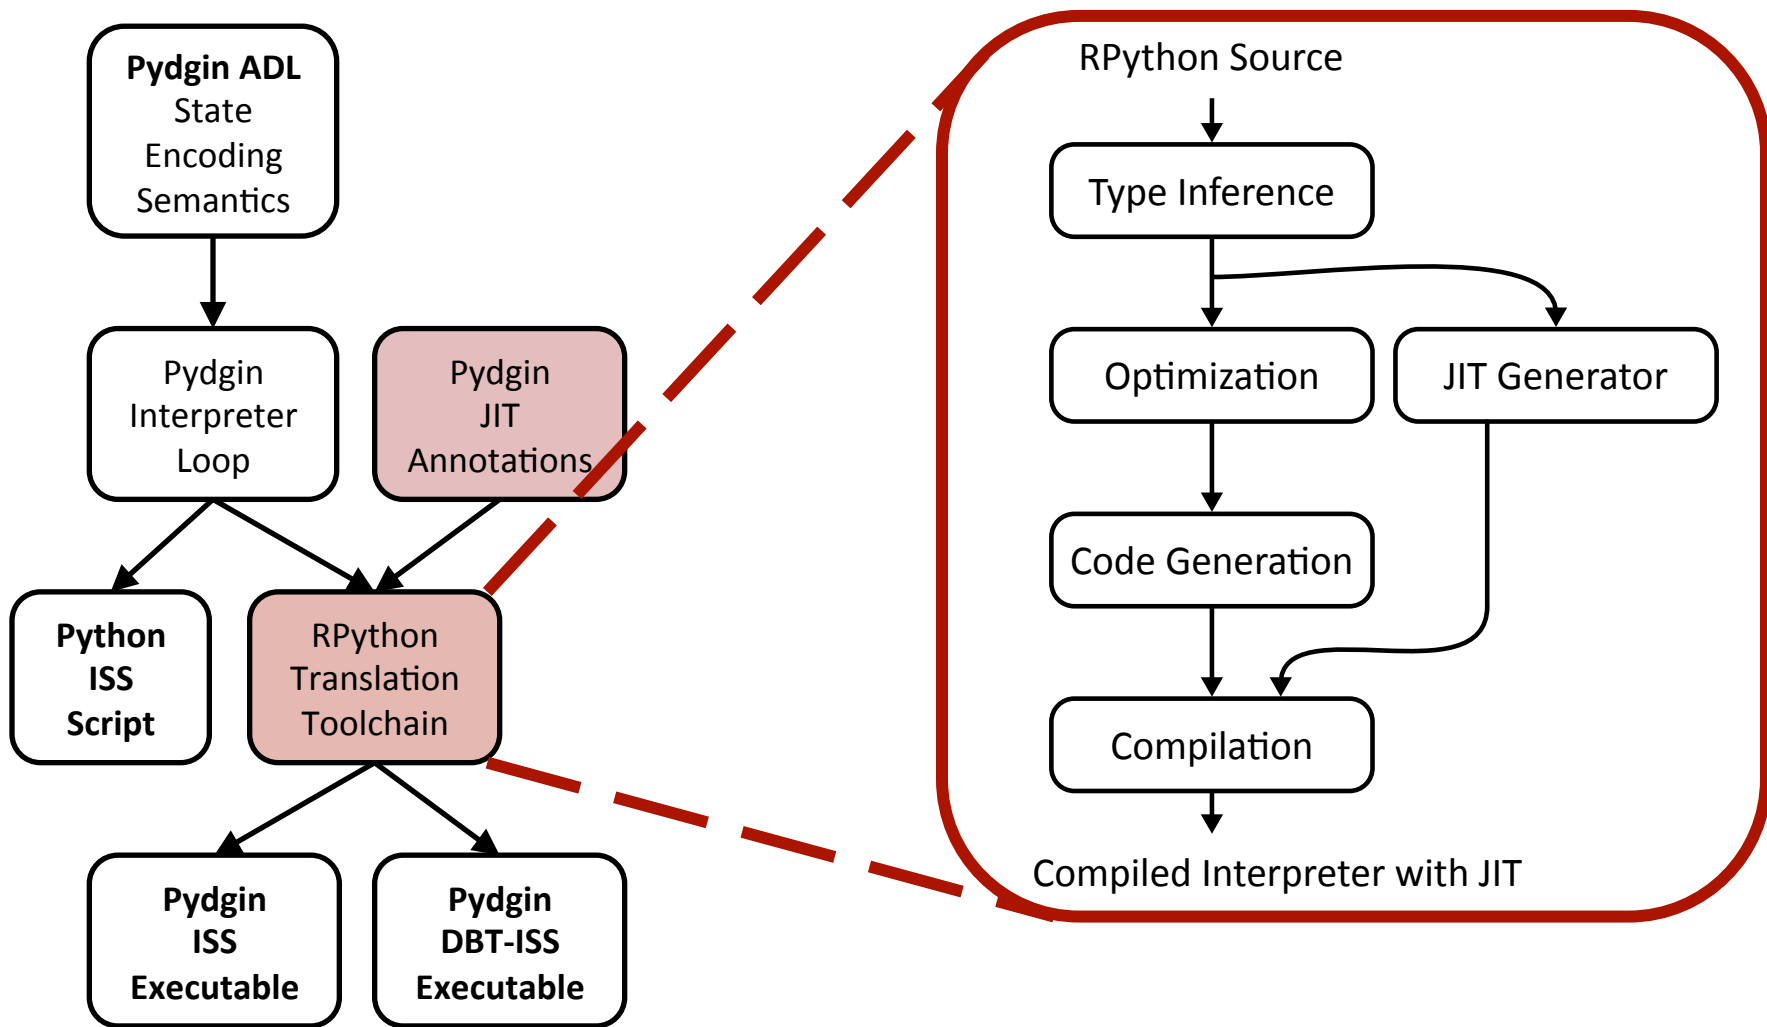 Pydgin ADL
State
Encoding
Semantics
Pydgin
Interpreter
Loop
Pydgin
JIT
Annotations
Python
ISS
Script
RPython
Translation
Toolchain
Pydgin
ISS
Executable
Pydgin
DBT-ISS
Executable
RPython Source
Type Inference
Optimization
JIT Generator
Code Generation
Compilation
Compiled Interpreter with JIT